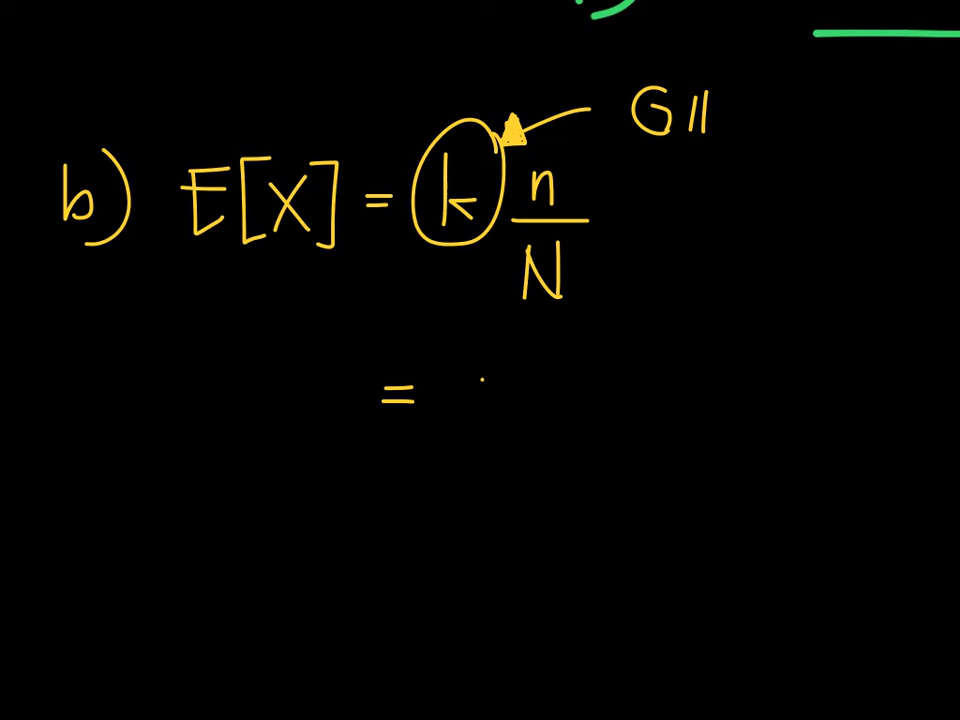 b) E[X] = k n/N
G11
=